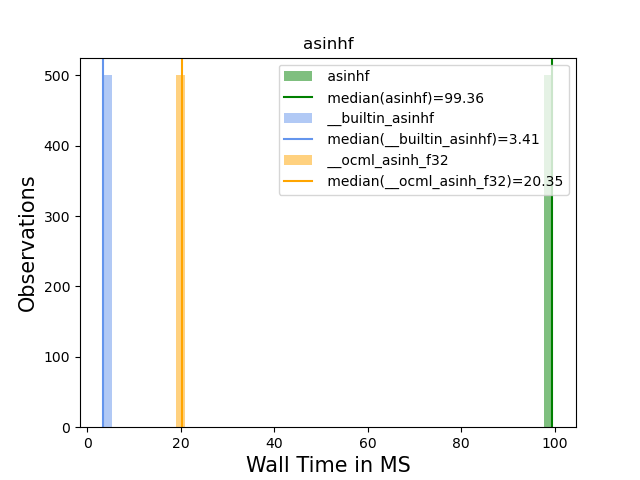 asinhf
500
400
300
200
100
0
Observations
asinhf
median(asinhf)=99.36
__builtin_asinhf
median(__builtin_asinhf)=3.41
__ocml_asinh_f32
median(__ocml_asinh_f32)=20.35
0 20 40 60 80 100
Wall Time in MS